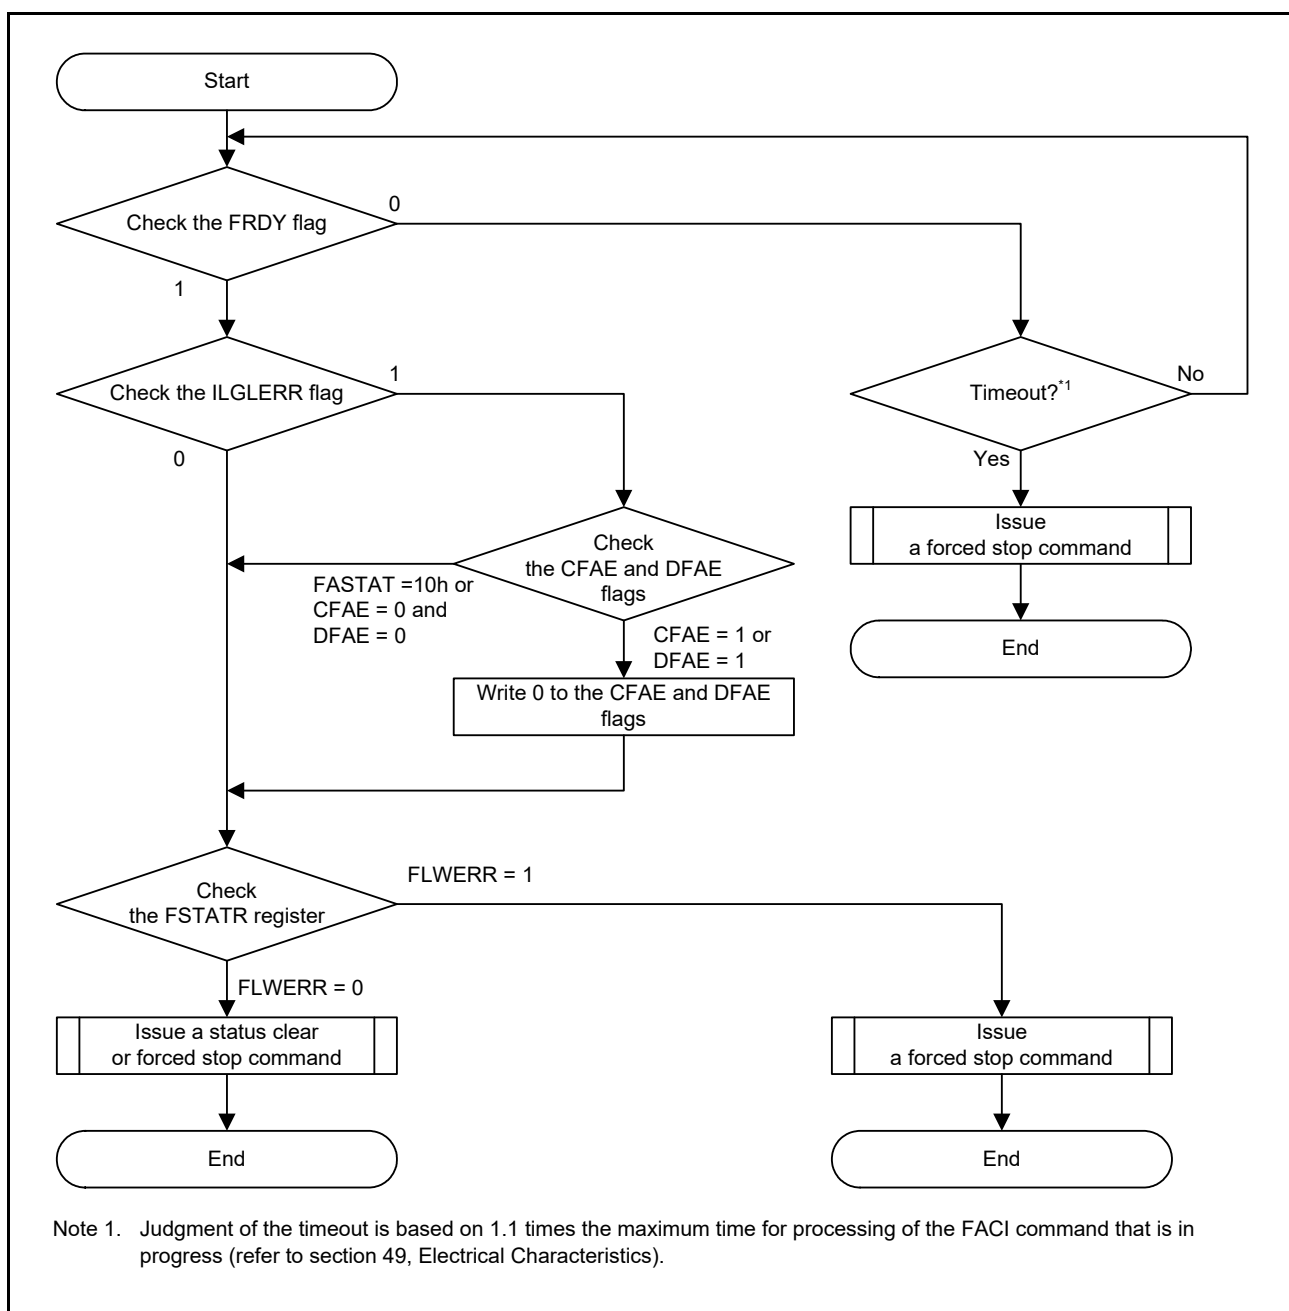 Start
Check the FRDY flag
0
1
Check the ILGLERR flag
1
0
Timeout?*1
No
Yes
Issue
a forced stop command
End
Check
the CFAE and DFAE
flags
FASTAT =10h or
CFAE = 0 and
DFAE = 0
CFAE = 1 or
DFAE = 1
Write 0 to the CFAE and DFAE
flags
Check
the FSTATR register
FLWERR = 1
FLWERR = 0
Issue a status clear
or forced stop command
End
Issue
a forced stop command
End
Note 1. Judgment of the timeout is based on 1.1 times the maximum time for processing of the FACI command that is in
progress (refer to section 49, Electrical Characteristics).